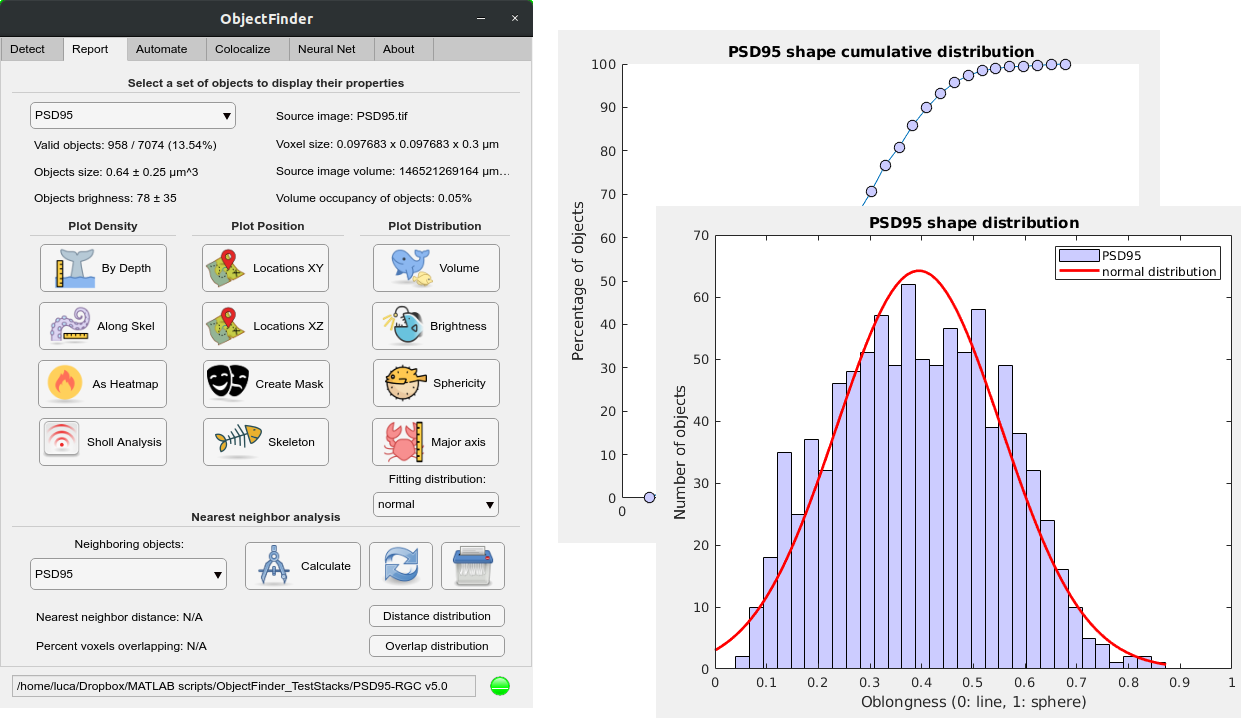 ObjectFinder
Detect
Report
Automate
Colocalize
Neural Net
About
Select a set of objects to display their properties
PSD95
Source image: PSD95.tif
Valid objects: 958 / 7074 (13.54%)
Voxel size: 0.097683 x 0.097683 x 0.3 µm
Objects size: 0.64 ± 0.25 µm^3
Source image volume: 146521269164 µm...
Objects brighness: 78 ± 35
Volume occupancy of objects: 0.05%
Plot Density
Plot Position
Plot Distribution
By Depth
Locations XY
Volume
Along Skel
Locations XZ
Brightness
As Heatmap
Create Mask
Sphericity
Sholl Analysis
Skeleton
Major axis
Fitting distribution:
normal
Nearest neighbor analysis
Neighboring objects:
PSD95
Calculate
Nearest neighbor distance: N/A
Distance distribution
Percent voxels overlapping: N/A
Overlap distribution
/home/luca/Dropbox/MATLAB scripts/ObjectFinder_TestStacks/PSD95-RGC v5.0
PSD95 shape cumulative distribution
Percentage of objects
100
90
80
70
60
50
40
30
20
10
0
0
PSD95 shape distribution
PSD95
normal distribution
Number of objects
70
60
50
40
30
20
10
0
0
0.1
0.2
0.3
0.4
0.5
0.6
0.7
0.8
0.9
1
Oblongness (0: line, 1: sphere)